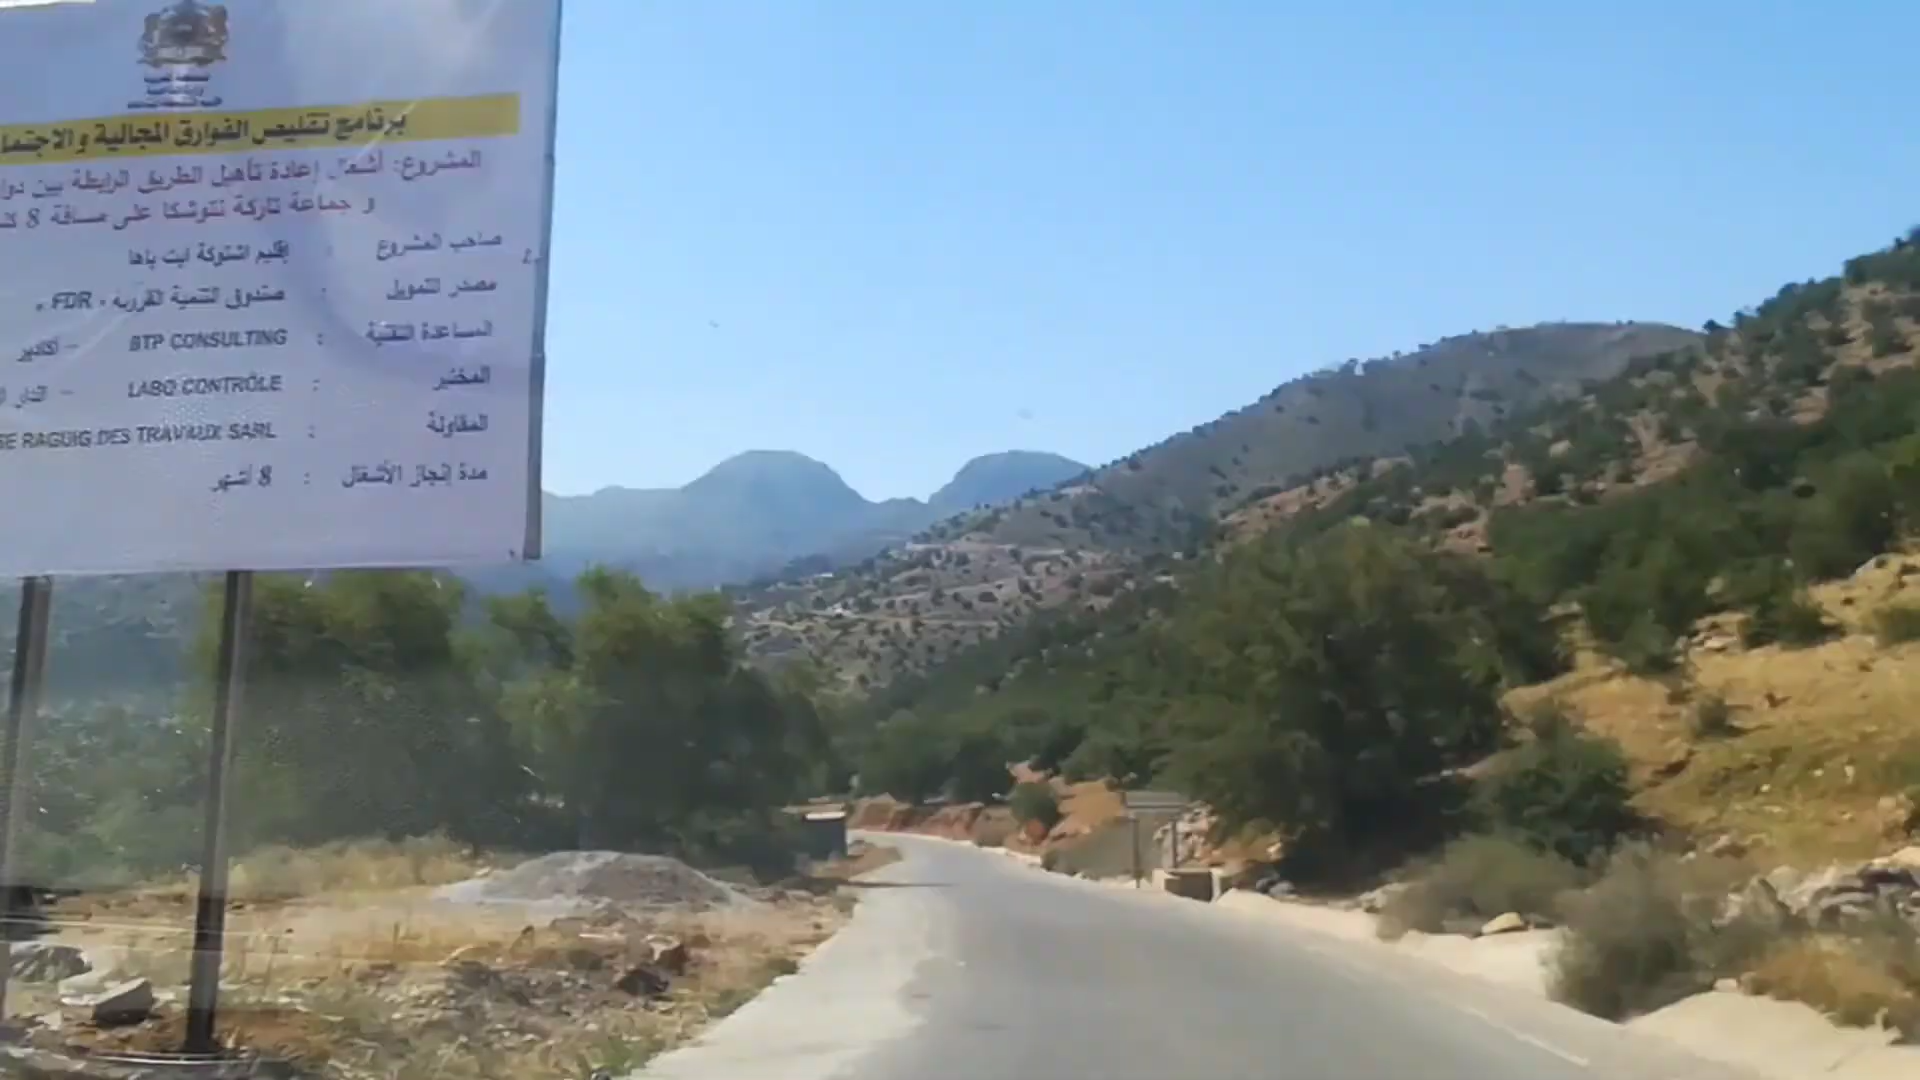 برنامج تقليص الفوارق المجالية و
المشروع: أشغال إعادة تأهيل الطريق الرابطة بين
و جماعة تاركة نتوشكا على مسافة 8
صاحب المشروع : إقليم اشتوكة ايت باها
مصدر التمويل : صندوق التنمية القروية - FDR -
المساعدة التقنية : BTP CONSULTING – أكادير
المختبر : LABO CONTRÔLE –
المقاولة : RAGUIG DES TRAVAUX SARL
مدة إنجاز الأشغال : 8 أشهر